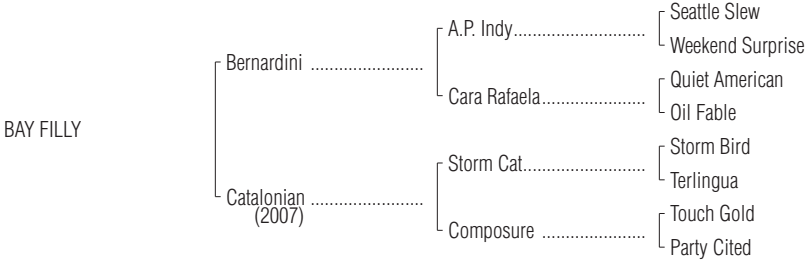 Seattle Slew
A.P. Indy..............................
Weekend Surprise
Bernardini .........................
Quiet American
Cara Rafaela.......................
Oil Fable
BAY FILLY
Storm Bird
Storm Cat...........................
Terlingua
Catalonian .........................
(2007)
Touch Gold
Composure .......................
Party Cited